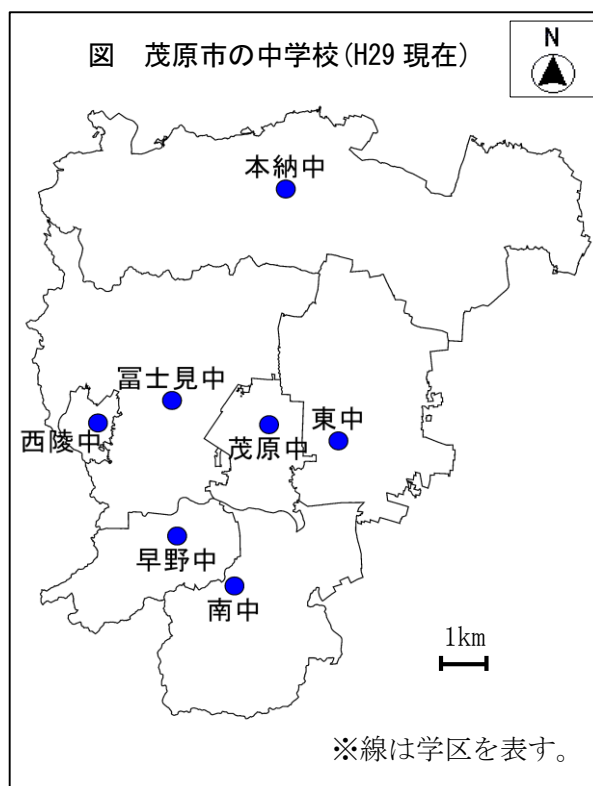 図 茂原市の中学校(H29 現在)
N
本納中
冨士見中
西陵中
茂原中
東中
早野中
南中
1km
※線は学区を表す。